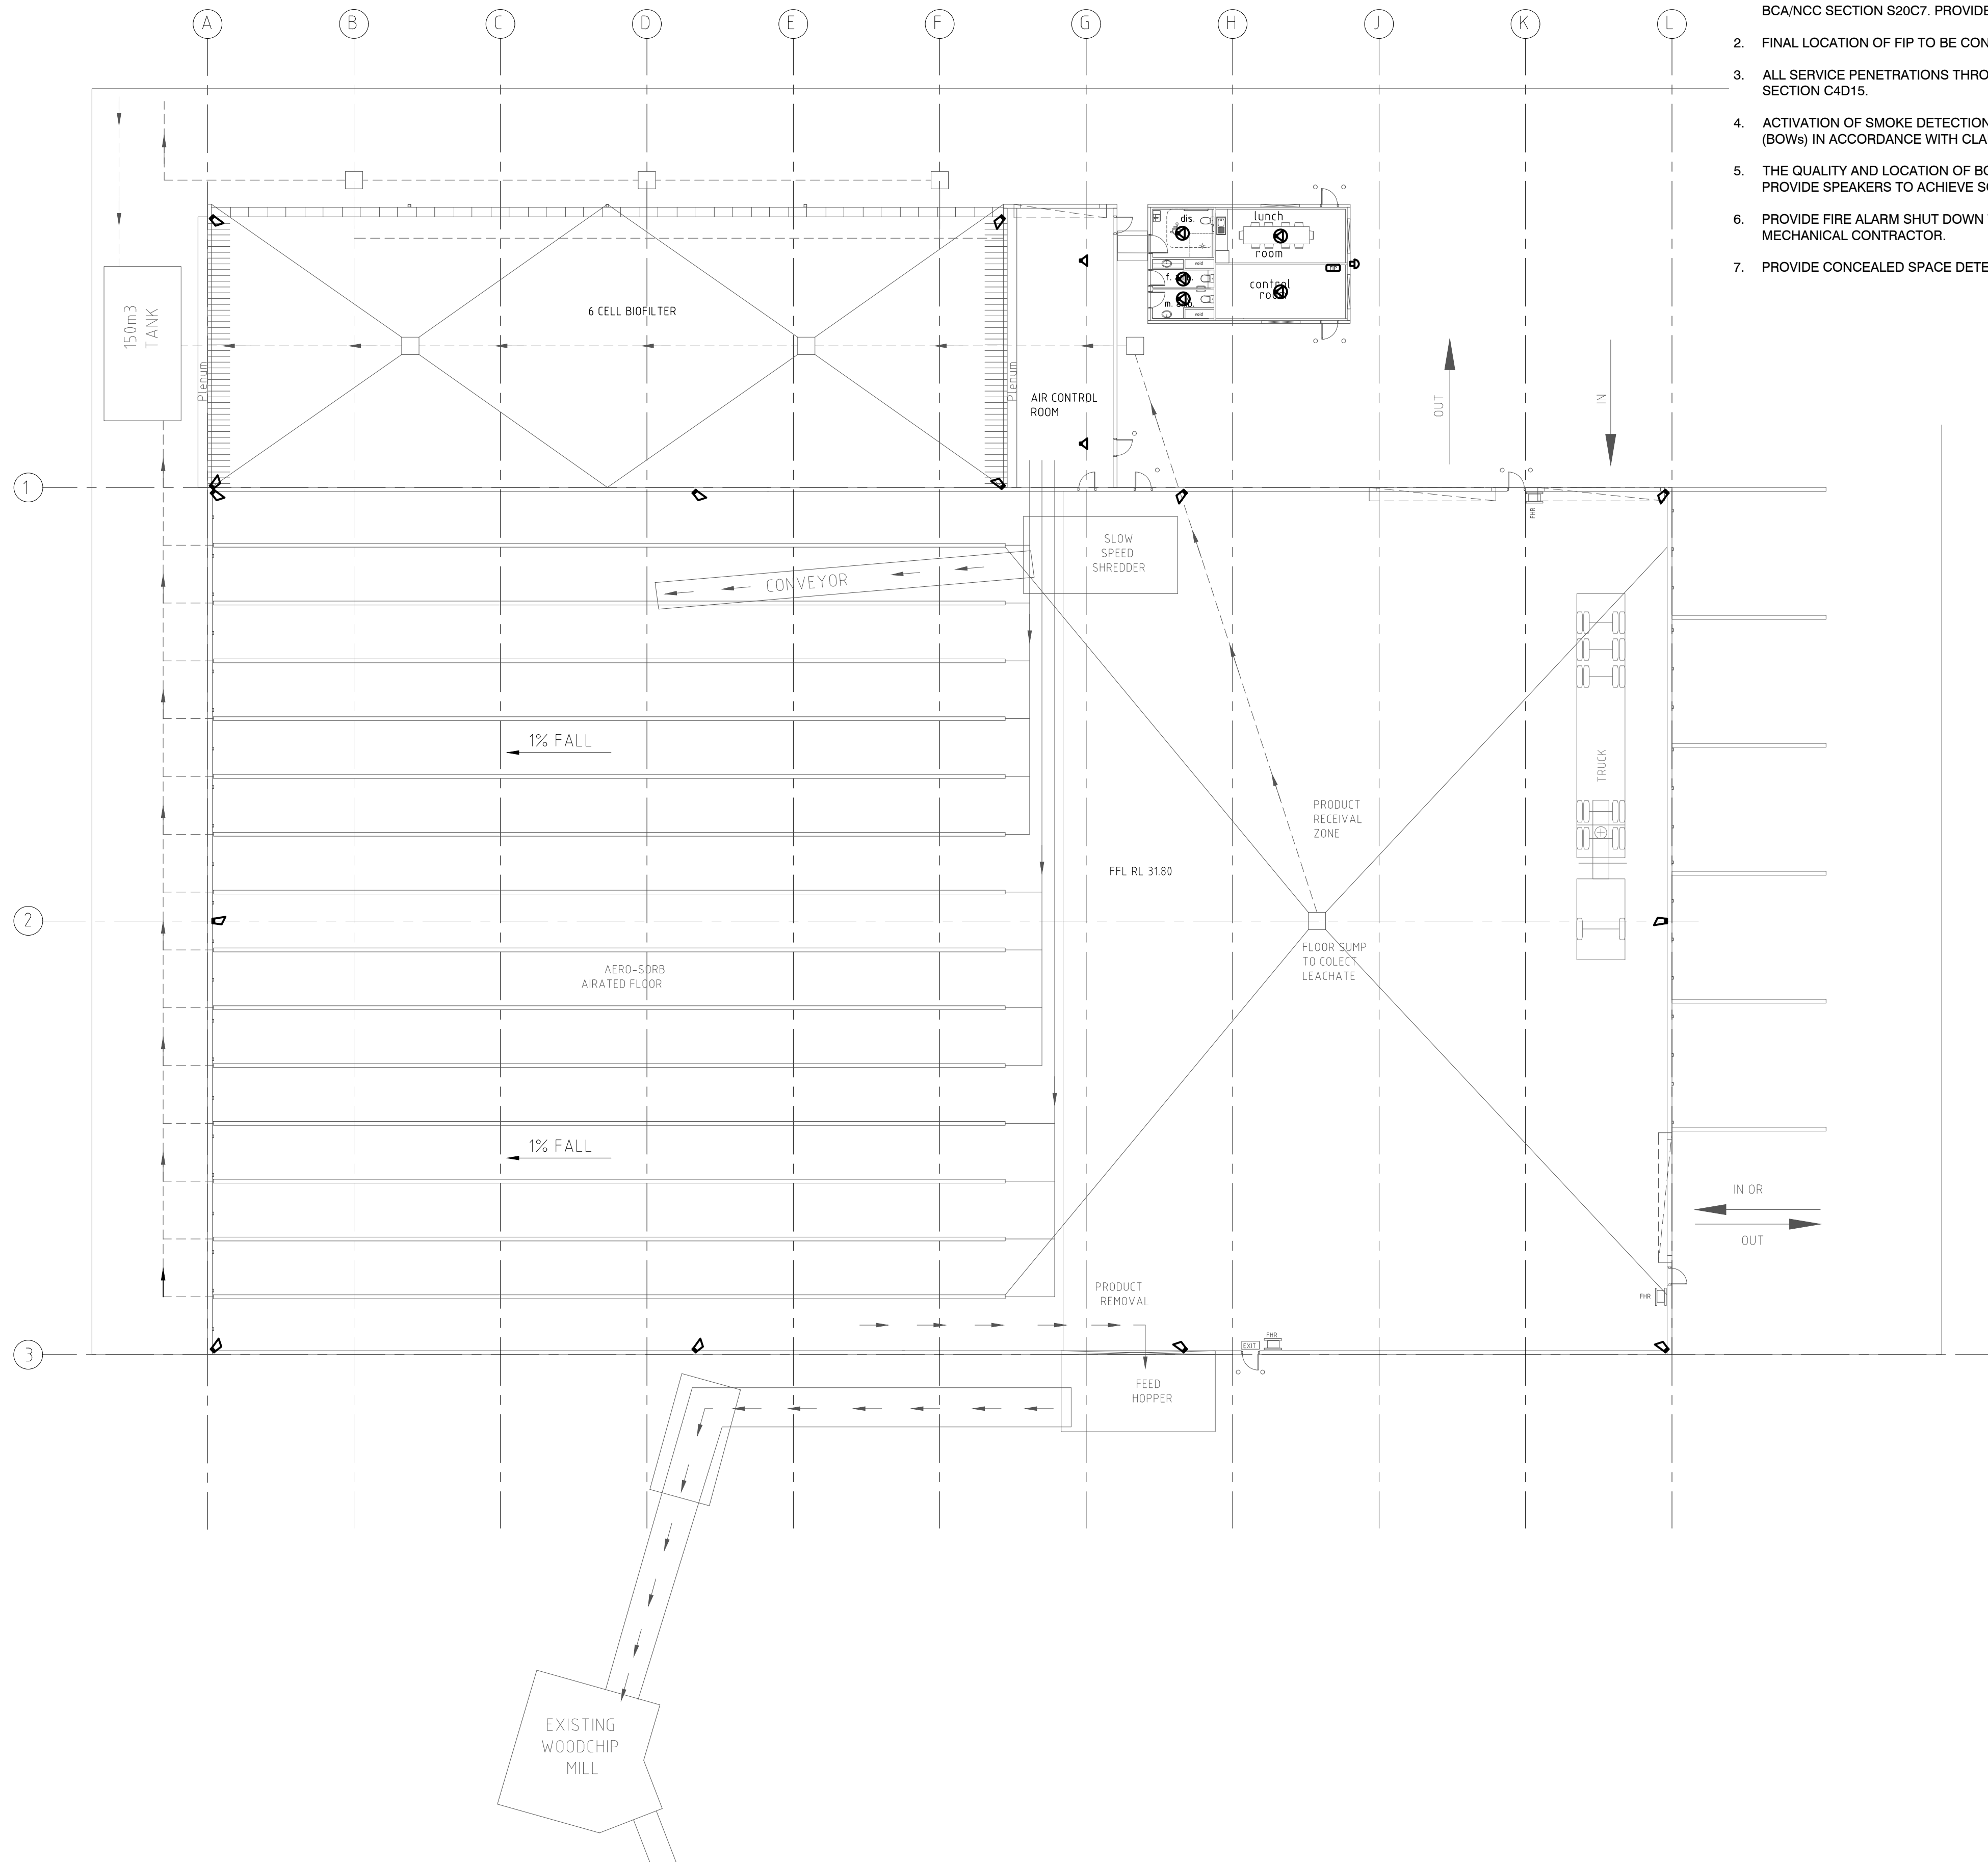 A B C D E F G H J K L
BCA/NCC SECTION S20C7. PROVIDE
2. FINAL LOCATION OF FIP TO BE CON
3. ALL SERVICE PENETRATIONS THRO
SECTION C4D15.
4. ACTIVATION OF SMOKE DETECTION
(BOWs) IN ACCORDANCE WITH CLA
5. THE QUALITY AND LOCATION OF BO
PROVIDE SPEAKERS TO ACHIEVE SO
6. PROVIDE FIRE ALARM SHUT DOWN
MECHANICAL CONTRACTOR.
7. PROVIDE CONCEALED SPACE DETE
dis.
lunch
room
f.
control
room
m. amb.
150m3
TANK
6 CELL BIOFILTER
Plenum
Plenum
AIR CONTROL
ROOM
OUT
IN
1
FHR
SLOW
SPEED
SHREDDER
CONVEYOR
1% FALL
TRUCK
PRODUCT
RECEIVAL
ZONE
FFL RL 31.80
2
FLOOR SUMP
TO COLECT
LEACHATE
AERO-SORB
AIRATED FLOOR
1% FALL
IN OR
OUT
PRODUCT
REMOVAL
FHR
3
EXIT
FHR
FEED
HOPPER
EXISTING
WOODCHIP
MILL